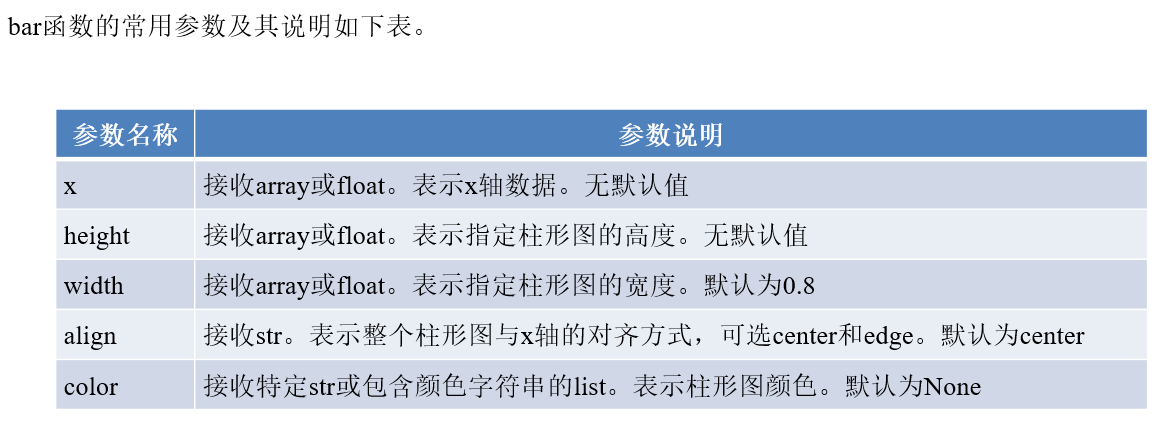 bar函数的常用参数及其说明如下表。
参数名称 参数说明
x 接收array或float。表示x轴数据。无默认值
height 接收array或float。表示指定柱形图的高度。无默认值
width 接收array或float。表示指定柱形图的宽度。默认为0.8
align 接收str。表示整个柱形图与x轴的对齐方式，可选center和edge。默认为center
color 接收特定str或包含颜色字符串的list。表示柱形图颜色。默认为None